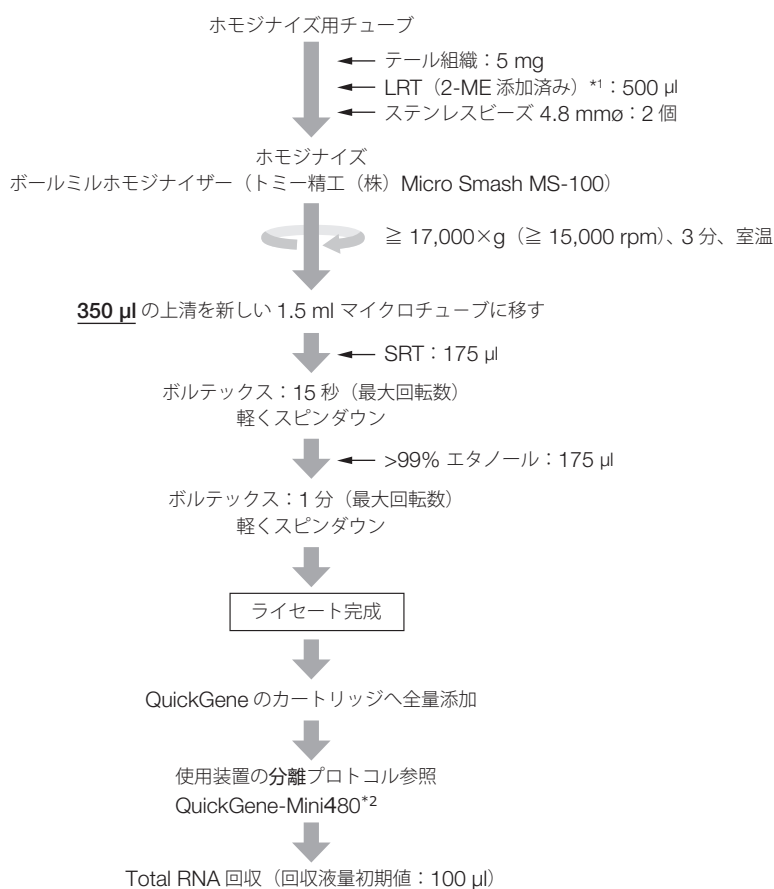 ホモジナイズ用チューブ
テール組織：5 mg
LRT（2-ME 添加済み）*1：500 μl
ステンレスビーズ 4.8 mmø：2 個
ホモジナイズ
ボールミルホモジナイザー（トミー精工（株）Micro Smash MS-100）
≧ 17,000×g（≧ 15,000 rpm）、3 分、室温
350 μl の上清を新しい 1.5 ml マイクロチューブに移す
SRT：175 μl
ボルテックス：15 秒（最大回転数）
軽くスピンダウン
>99% エタノール：175 μl
ボルテックス：1 分（最大回転数）
軽くスピンダウン
ライセート完成
QuickGene のカートリッジへ全量添加
使用装置の分離プロトコル参照
QuickGene-Mini480*2
Total RNA 回収（回収液量初期値：100 μl）